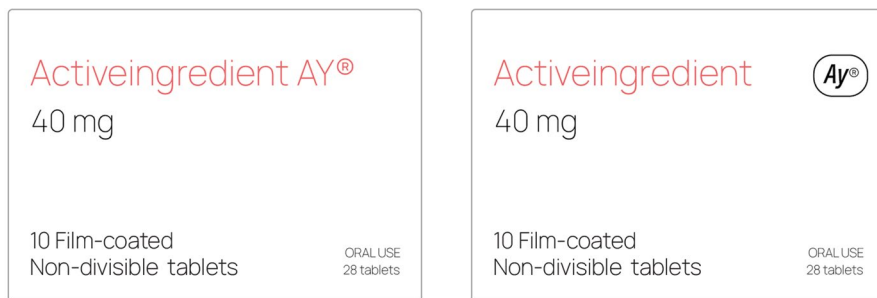 Activeingredient AY®
40 mg
10 Film-coated
Non-divisible tablets
ORAL USE
28 tablets
Activeingredient
Ay®
40 mg
10 Film-coated
Non-divisible tablets
ORAL USE
28 tablets